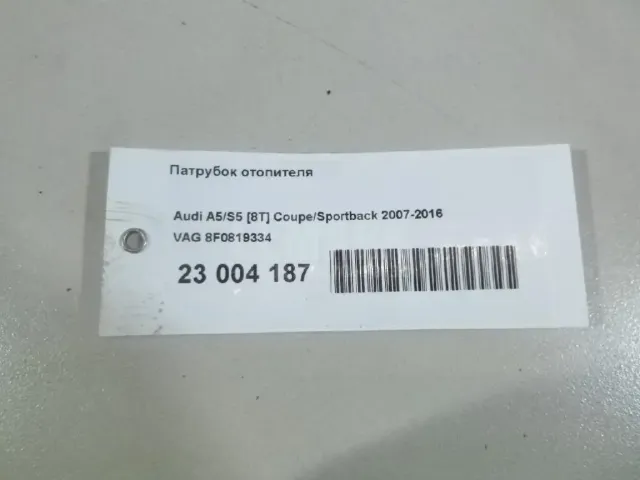 Патрубок отопителя
Audi A5/S5 [8T] Coupe/Sportback 2007-2016
VAG 8F0819334
23 004 187